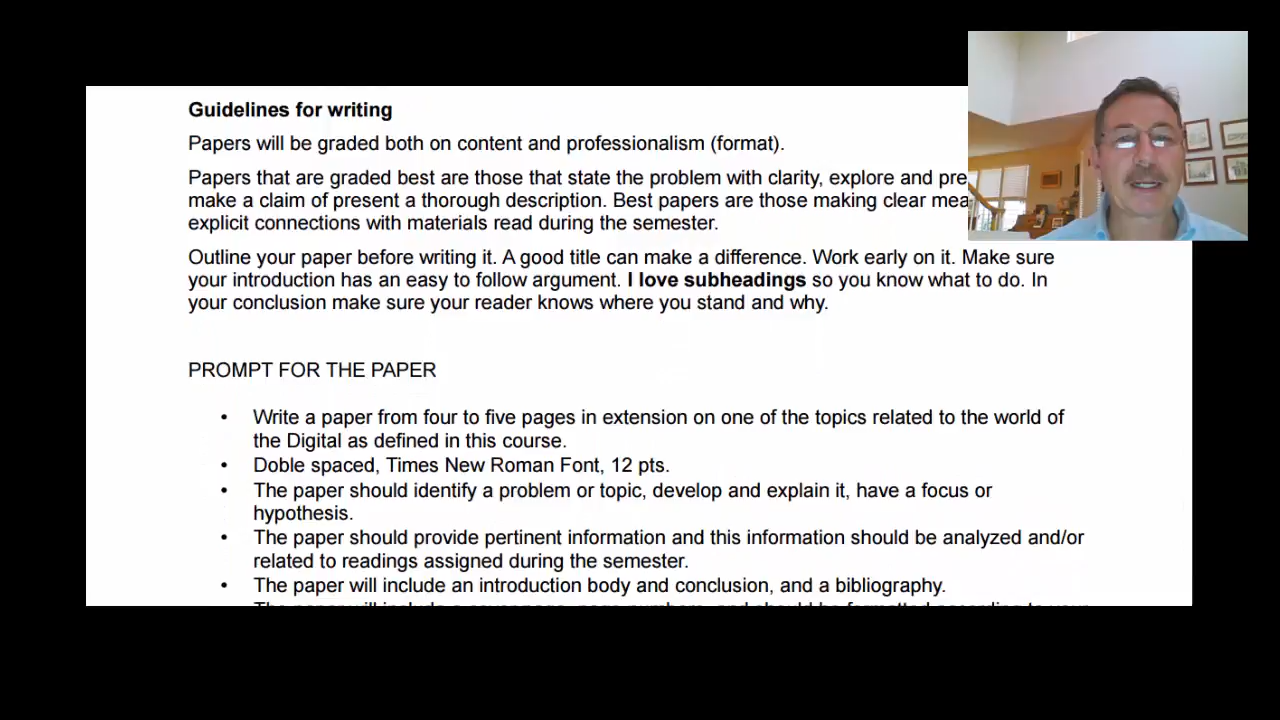 Guidelines for writing
Papers will be graded both on content and professionalism (format).
Papers that are graded best are those that state the problem with clarity, explore and
make a claim of present a thorough description. Best papers are those making clear
explicit connections with materials read during the semester.
Outline your paper before writing it. A good title can make a difference. Work early on it. Make sure
your introduction has an easy to follow argument. I love subheadings so you know what to do. In
your conclusion make sure your reader knows where you stand and why.
PROMPT FOR THE PAPER
• Write a paper from four to five pages in extension on one of the topics related to the world of
the Digital as defined in this course.
• Doble spaced, Times New Roman Font, 12 pts.
• The paper should identify a problem or topic, develop and explain it, have a focus or
hypothesis.
• The paper should provide pertinent information and this information should be analyzed and/or
related to readings assigned during the semester.
• The paper will include an introduction body and conclusion, and a bibliography.